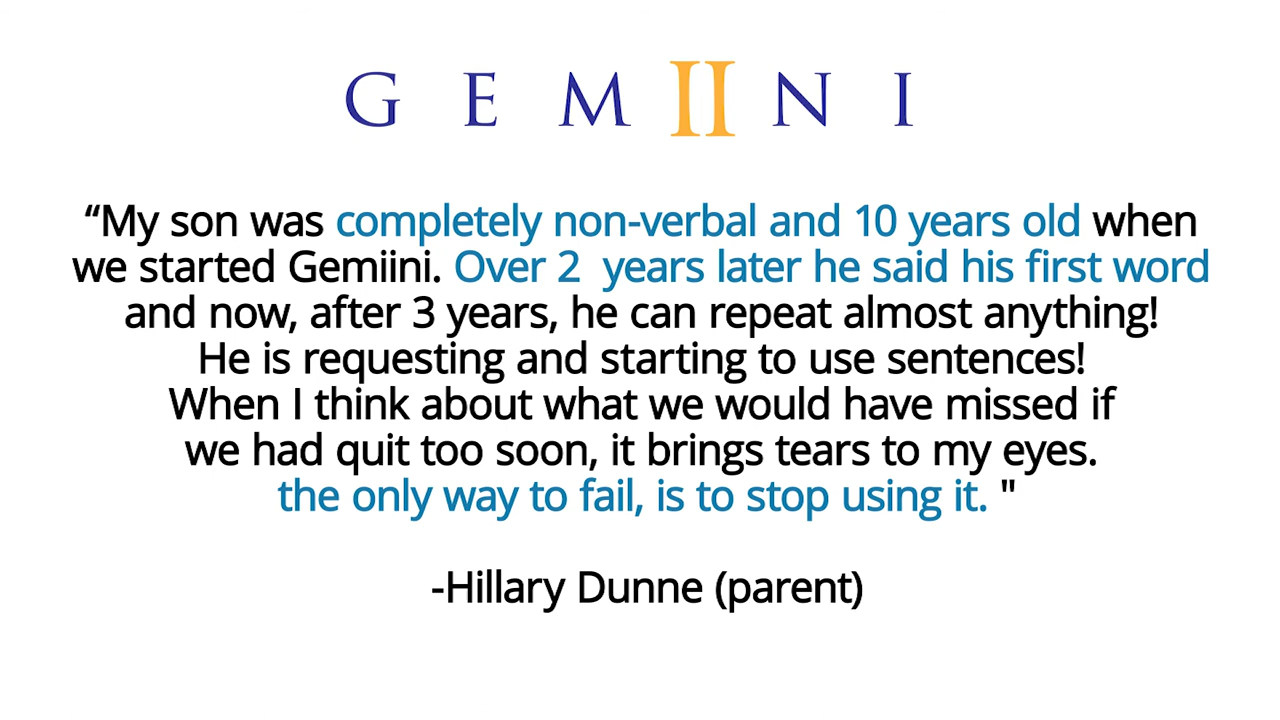 GEMIINI
“My son was completely non-verbal and 10 years old when
we started Gemiini. Over 2  years later he said his first word
and now, after 3 years, he can repeat almost anything!
He is requesting and starting to use sentences!
When I think about what we would have missed if
we had quit too soon, it brings tears to my eyes.
the only way to fail, is to stop using it. "
-Hillary Dunne (parent)